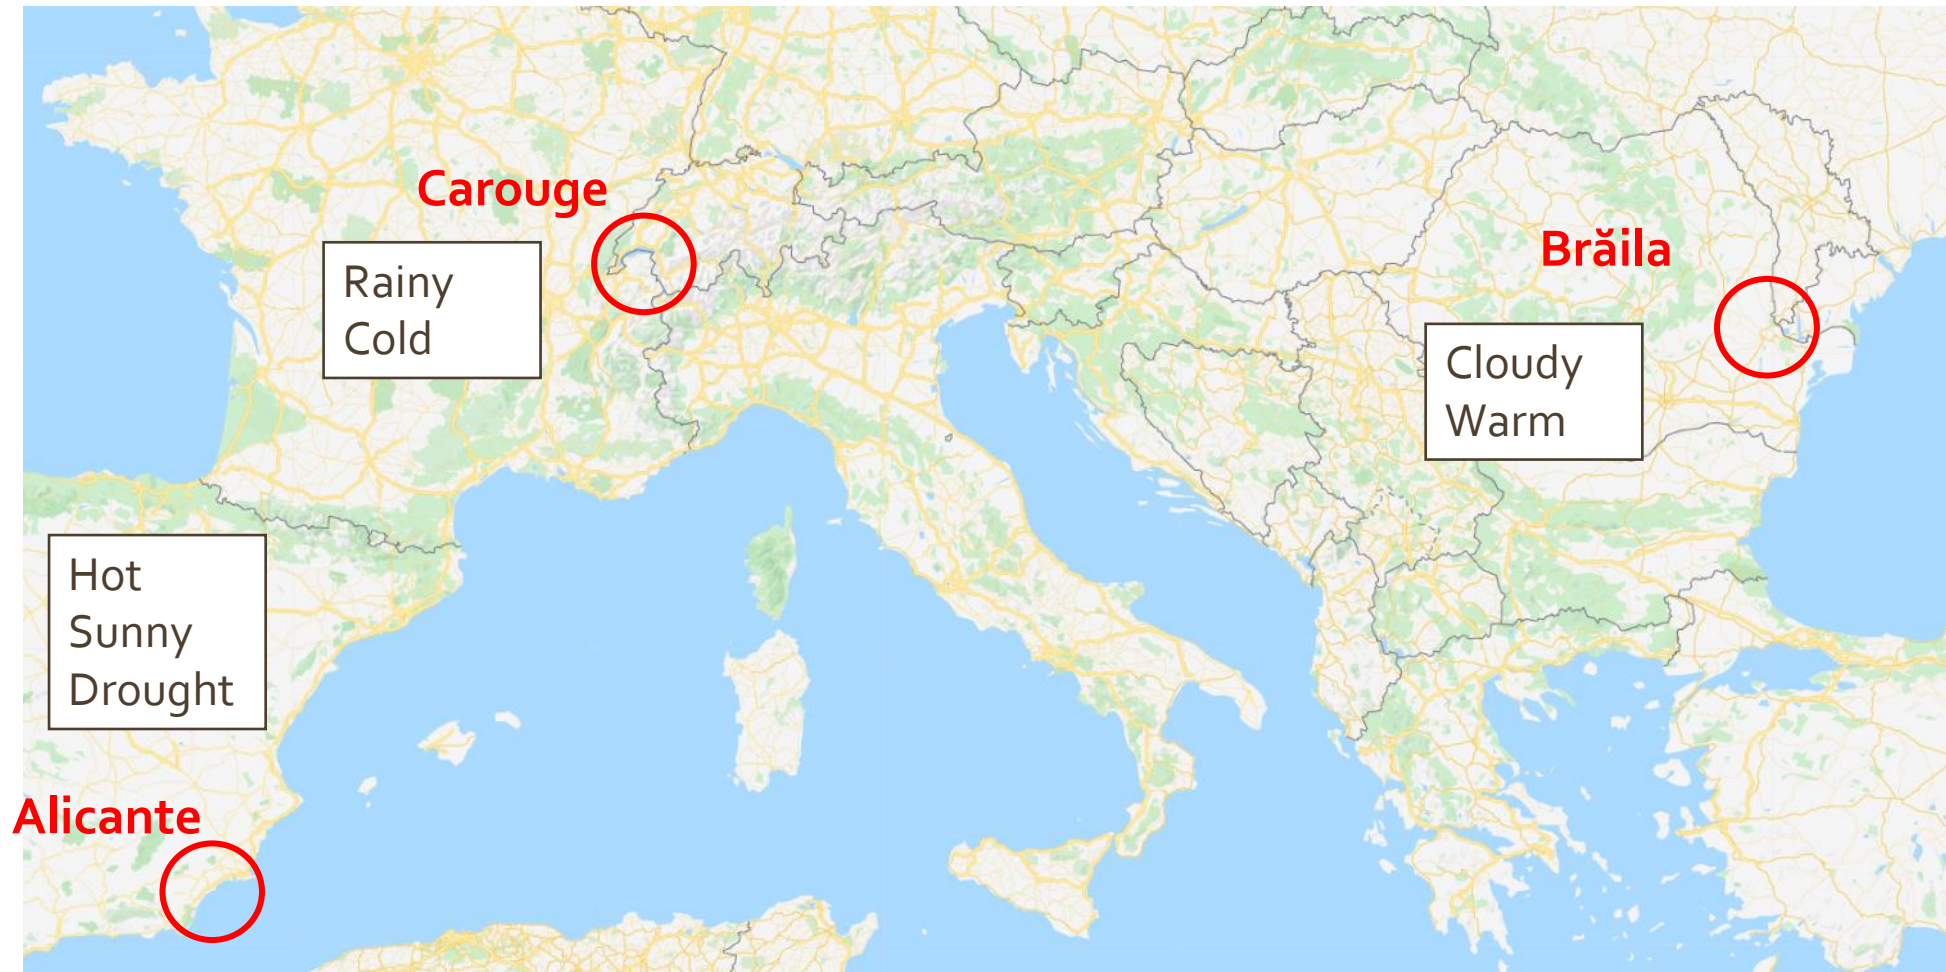 Carouge
Rainy
Cold
Brăila
Cloudy
Warm
Hot
Sunny
Drought
Alicante